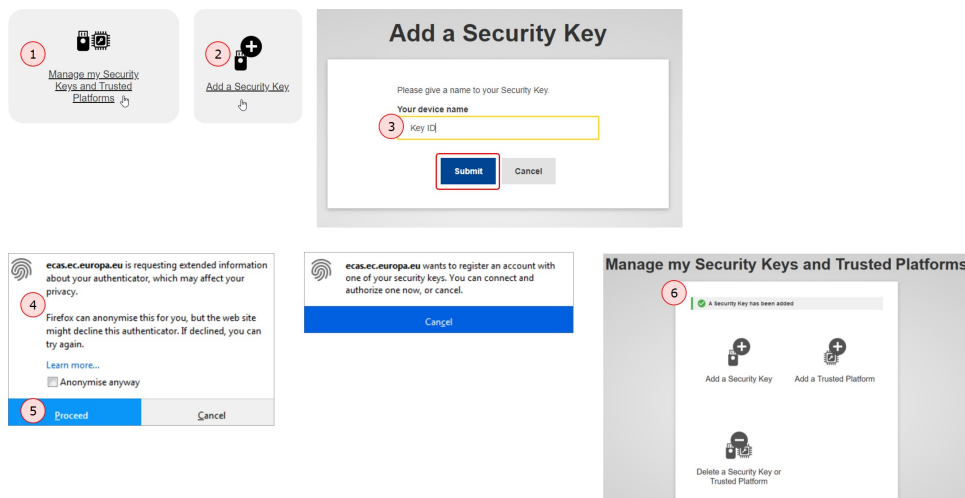 1
Manage my Security
Keys and Trusted
Platforms
2
Add a Security Key
Add a Security Key
Please give a name to your Security Key.
Your device name
3
Key ID
Submit
Cancel
ecas.ec.europa.eu is requesting extended information
about your authenticator, which may affect your
privacy.
4
Firefox can anonymise this for you, but the web site
might decline this authenticator. If declined, you can
try again.
Learn more...
Anonymise anyway
5
Proceed
Cancel
ecas.ec.europa.eu wants to register an account with
one of your security keys. You can connect and
authorize one now, or cancel.
Cancel
Manage my Security Keys and Trusted Platforms
6
A Security Key has been added
Add a Security Key
Add a Trusted Platform
Delete a Security Key or
Trusted Platform